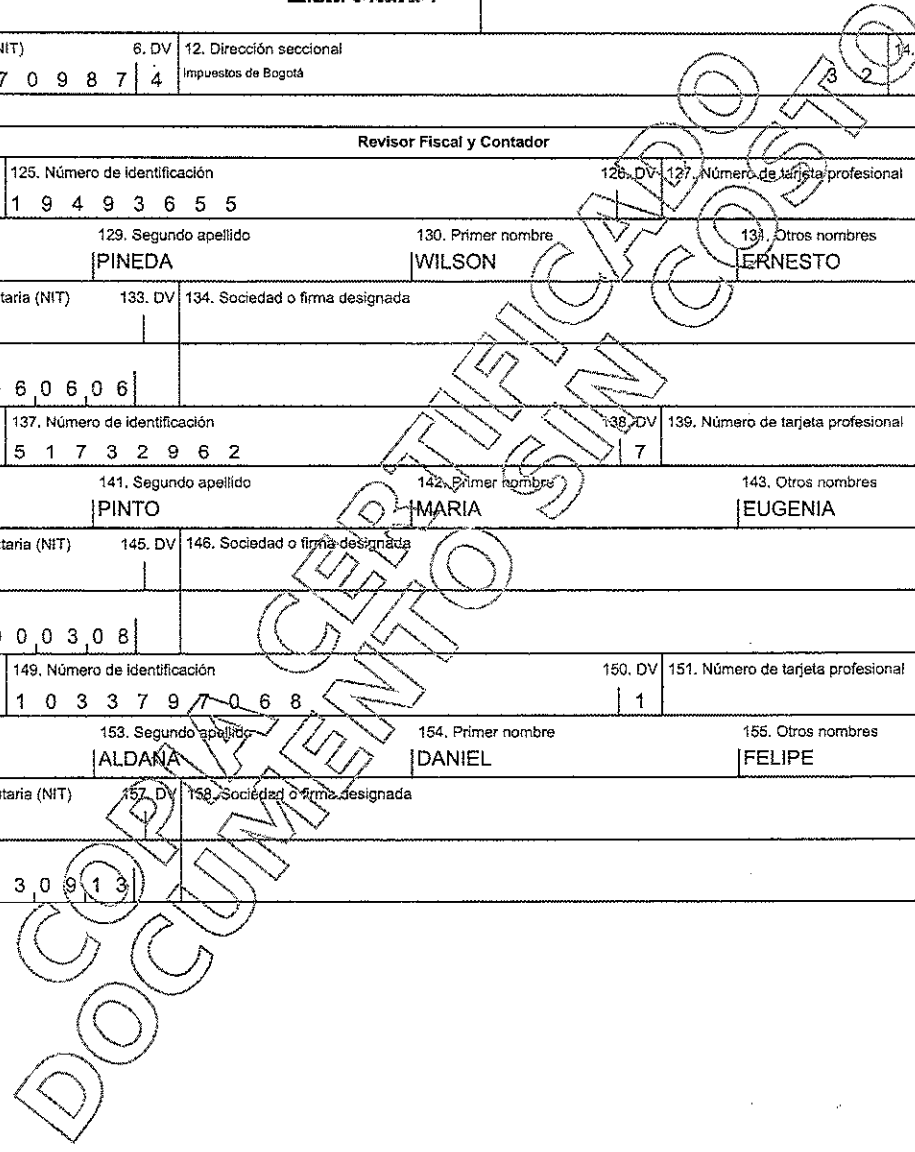 NIT) 6. DV 12. Dirección seccional 14.
7 0 9 8 7 4 Impuestos de Bogotá 3 2
Revisor Fiscal y Contador
125. Número de identificación 126. DV 127. Número de tarjeta profesional
1 9 4 9 3 6 5 5
129. Segundo apellido 130. Primer nombre 131. Otros nombres
PINEDA WILSON ERNESTO
taria (NIT) 133. DV 134. Sociedad o firma designada
6 0 6 0 6
137. Número de identificación 138. DV 139. Número de tarjeta profesional
5 1 7 3 2 9 6 2 7
141. Segundo apellido 142. Primer nombre 143. Otros nombres
PINTO MARIA EUGENIA
taria (NIT) 145. DV 146. Sociedad o firma designada
0 0 3 0 8
149. Número de identificación 150. DV 151. Número de tarjeta profesional
1 0 3 3 7 9 7 0 6 8 1
153. Segundo apellido 154. Primer nombre 155. Otros nombres
ALDAÑA DANIEL FELIPE
taria (NIT) 157. DV 158. Sociedad o firma designada
3 0 9 1 3
COPIA CERTIFICADO
DOCUMENTO SIN COSTO